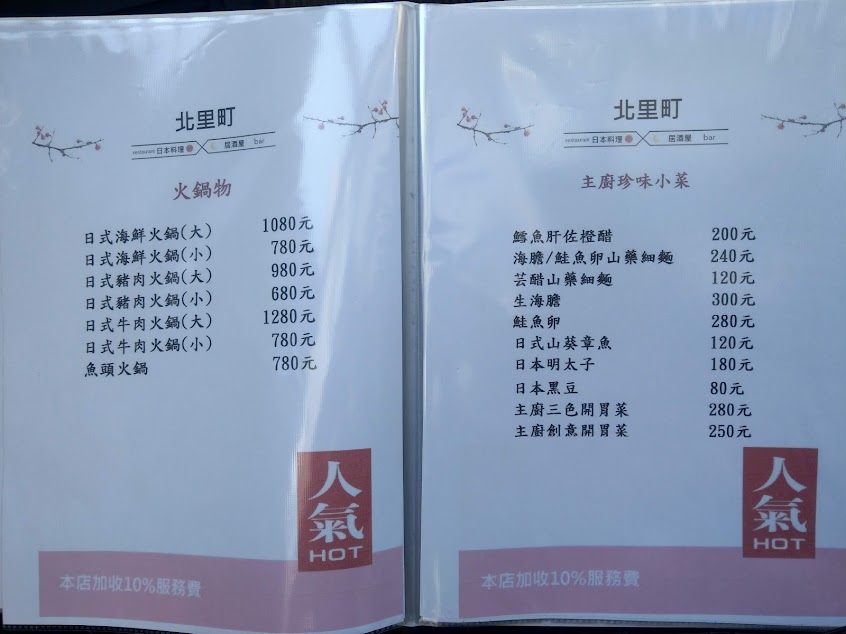 北里町
restaurant 日本料理 居酒屋 bar
火鍋物
日式海鮮火鍋(大) 1080元
日式海鮮火鍋(小) 780元
日式豬肉火鍋(大) 980元
日式豬肉火鍋(小) 680元
日式牛肉火鍋(大) 1280元
日式牛肉火鍋(小) 780元
魚頭火鍋 780元
人氣
HOT
本店加收10%服務費
北里町
restaurant 日本料理 居酒屋 bar
主廚珍味小菜
鱈魚肝佐橙醋 200元
海膽/鮭魚卵山藥細麵 240元
芸醋山藥細麵 120元
生海膽 300元
鮭魚卵 280元
日式山葵章魚 120元
日本明太子 180元
日本黑豆 80元
主廚三色開胃菜 280元
主廚創意開胃菜 250元
人氣
HOT
本店加收10%服務費